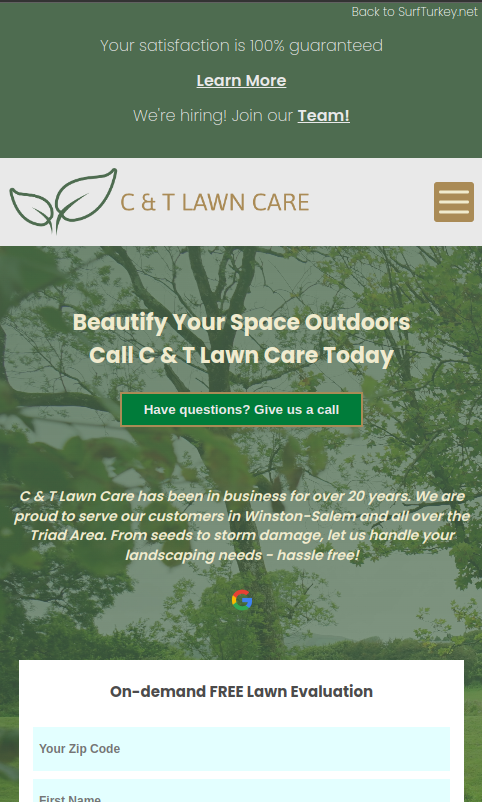 Back to SurfTurkey.net
Your satisfaction is 100% guaranteed
Learn More
We're hiring! Join our Team!
C & T LAWN CARE
Beautify Your Space Outdoors
Call C & T Lawn Care Today
Have questions? Give us a call
C & T Lawn Care has been in business for over 20 years. We are
proud to serve our customers in Winston-Salem and all over the
Triad Area. From seeds to storm damage, let us handle your
landscaping needs - hassle free!
On-demand FREE Lawn Evaluation
Your Zip Code
First Name